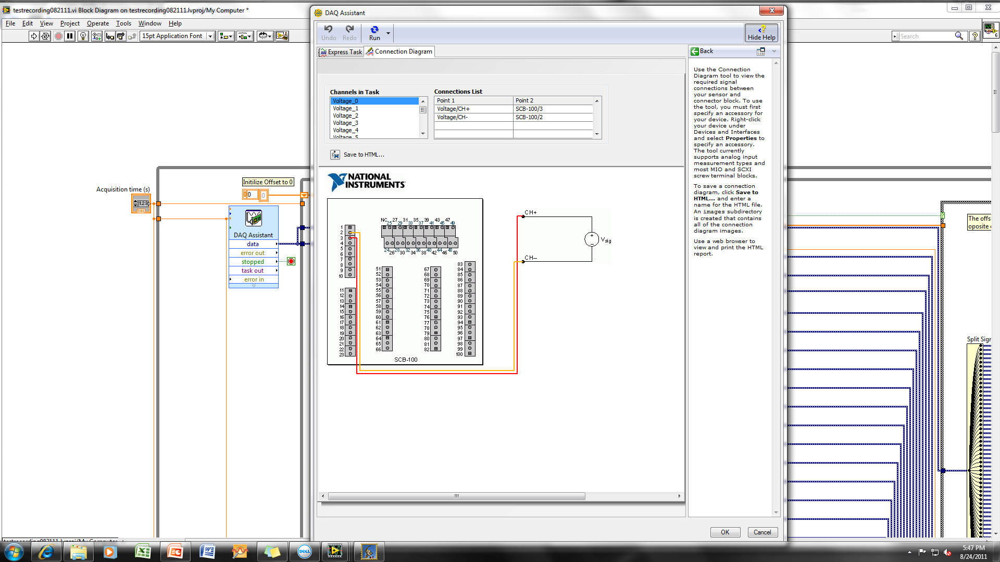 testrecording082111.vi Block Diagram on testrecording082111.lvproj/My Computer *
File Edit View Project Operate Tools Window Help
15pt Application Font
Search
6
Acquisition time (s)
1.23
DBL
Initilize Offset to 0
0
0
DAQ Assistant
data
error out
stopped
task out
error in
DAQ Assistant
Undo
Redo
Run
Hide Help
Express Task
Connection Diagram
Channels in Task
Voltage_0
Voltage_1
Voltage_2
Voltage_3
Voltage_4
Voltage_5
Connections List
Point 1 Point 2
Voltage/CH+ SCB-100/3
Voltage/CH- SCB-100/2
Save to HTML...
NATIONAL
INSTRUMENTS
NC 27 31 35 39 43 47
25 29 33 37 41 45 49
24 28 32 36 40 44 48
26 30 34 38 42 46 50
1
2
3
4
5
6
7
8
9
10
11
12
13
14
15
16
17
18
19
20
21
22
23
51
52
53
54
55
56
57
58
59
60
61
62
63
64
65
66
67
68
69
70
71
72
73
74
75
76
77
78
79
80
81
82
83
84
85
86
87
88
89
90
91
92
93
94
95
96
97
98
99
100
SCB-100
CH+
+
−
Vsig
CH−
Back
Use the Connection
Diagram tool to view the
required signal
connections between
your sensor and
connector block. To use
the tool, you must first
specify an accessory for
your device. Right-click
your device under
Devices and Interfaces
and select Properties to
specify an accessory.
The tool currently
supports analog input
measurement types and
most MIO and SCXI
screw terminal blocks.
To save a connection
diagram, click Save to
HTML... and enter a
name for the HTML file.
An images subdirectory
is created that contains
all of the connection
diagram images.
Use a web browser to
view and print the HTML
report.
OK
Cancel
The offs
oposite
Split Sign
testrecording082111.lvproj/My Computer
DELL
5:47 PM
8/24/2011